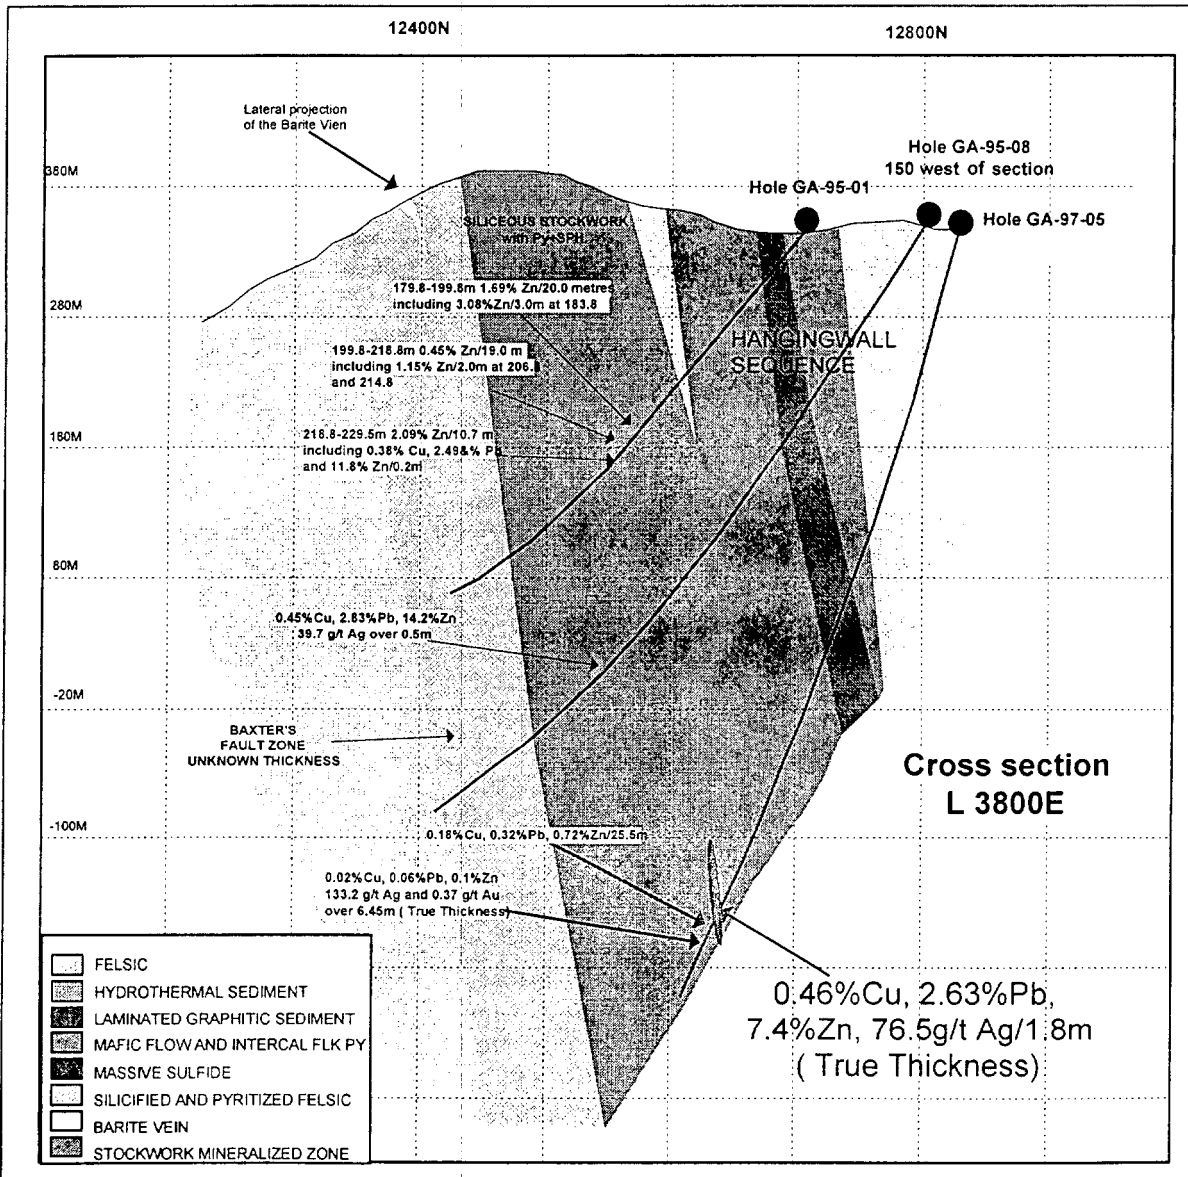 12400N
12800N
Lateral projection
of the Barite Vien
380M
Hole GA-95-08
150 west of section
Hole GA-95-01
Hole GA-97-05
SILICEOUS STOCKWORK
with Py+SPH
179.8-199.8m 1.69% Zn/20.0 metres
including 3.08%Zn/3.0m at 183.8
280M
HANGINGWALL
SEQUENCE
199.8-218.8m 0.45% Zn/19.0 m
including 1.15% Zn/2.0m at 206.
and 214.8
180M
218.8-229.5m 2.09% Zn/10.7 m
including 0.38% Cu, 2.49&% Pb
and 11.8% Zn/0.2m
80M
0.45%Cu, 2.83%Pb, 14.2%Zn
39.7 g/t Ag over 0.5m
-20M
BAXTER'S
FAULT ZONE
UNKNOWN THICKNESS
Cross section
L 3800E
-100M
0.18%Cu, 0.32%Pb, 0.72%Zn/25.5m
0.02%Cu, 0.06%Pb, 0.1%Zn
133.2 g/t Ag and 0.37 g/t Au
over 6.45m ( True Thickness)
0.46%Cu, 2.63%Pb,
7.4%Zn, 76.5g/t Ag/1.8m
( True Thickness)
FELSIC
HYDROTHERMAL SEDIMENT
LAMINATED GRAPHITIC SEDIMENT
MAFIC FLOW AND INTERCAL FLK PY
MASSIVE SULFIDE
SILICIFIED AND PYRITIZED FELSIC
BARITE VEIN
STOCKWORK MINERALIZED ZONE